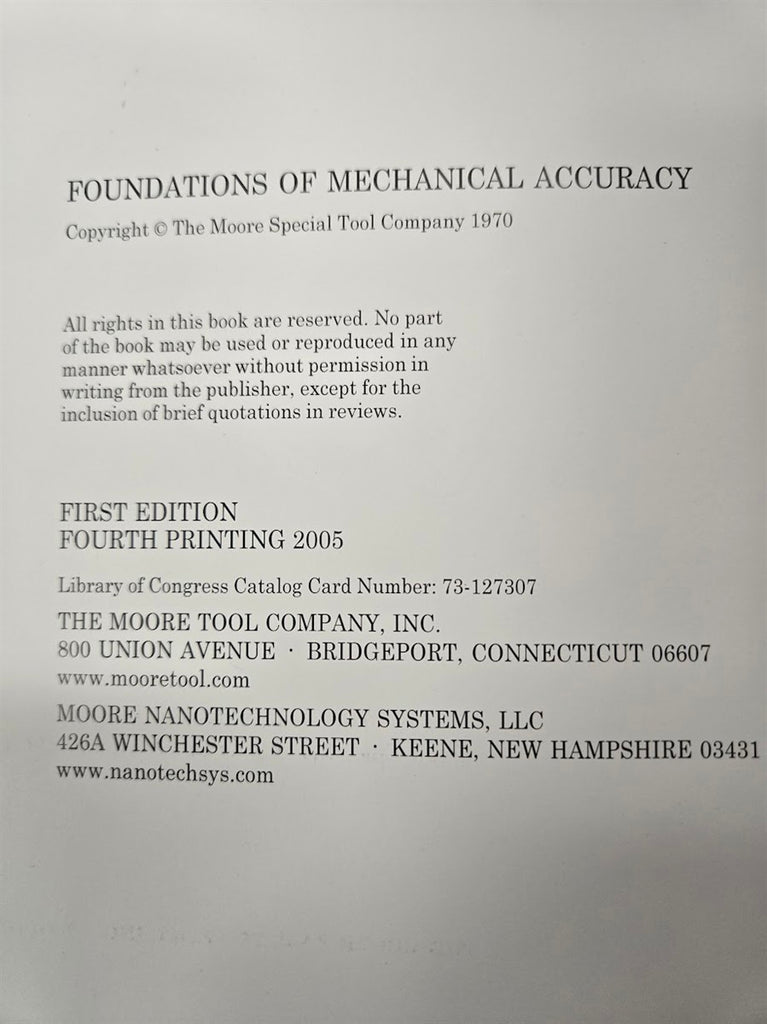 FOUNDATIONS OF MECHANICAL ACCURACY
Copyright © The Moore Special Tool Company 1970
All rights in this book are reserved. No part
of the book may be used or reproduced in any
manner whatsoever without permission in
writing from the publisher, except for the
inclusion of brief quotations in reviews.
FIRST EDITION
FOURTH PRINTING 2005
Library of Congress Catalog Card Number: 73-127307
THE MOORE TOOL COMPANY, INC.
800 UNION AVENUE · BRIDGEPORT, CONNECTICUT 06607
www.mooretool.com
MOORE NANOTECHNOLOGY SYSTEMS, LLC
426A WINCHESTER STREET · KEENE, NEW HAMPSHIRE 03431
www.nanotechsys.com